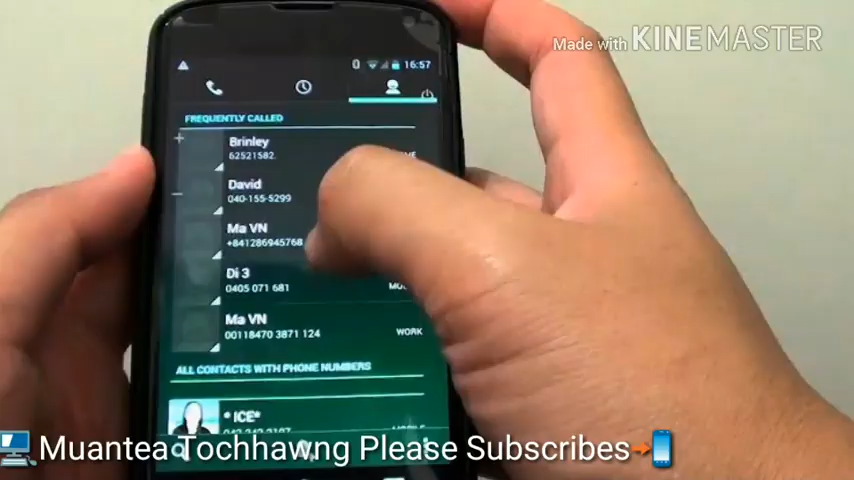 Made with KINEMASTER
16:57
FREQUENTLY CALLED
Brinley
62521582.
David
040-155-5299
Ma VN
+841286945768
Di 3
0405 071 681
Ma VN
00118470 3871 124 WORK
ALL CONTACTS WITH PHONE NUMBERS
* ICE*
Muantea Tochhawng Please Subscribes